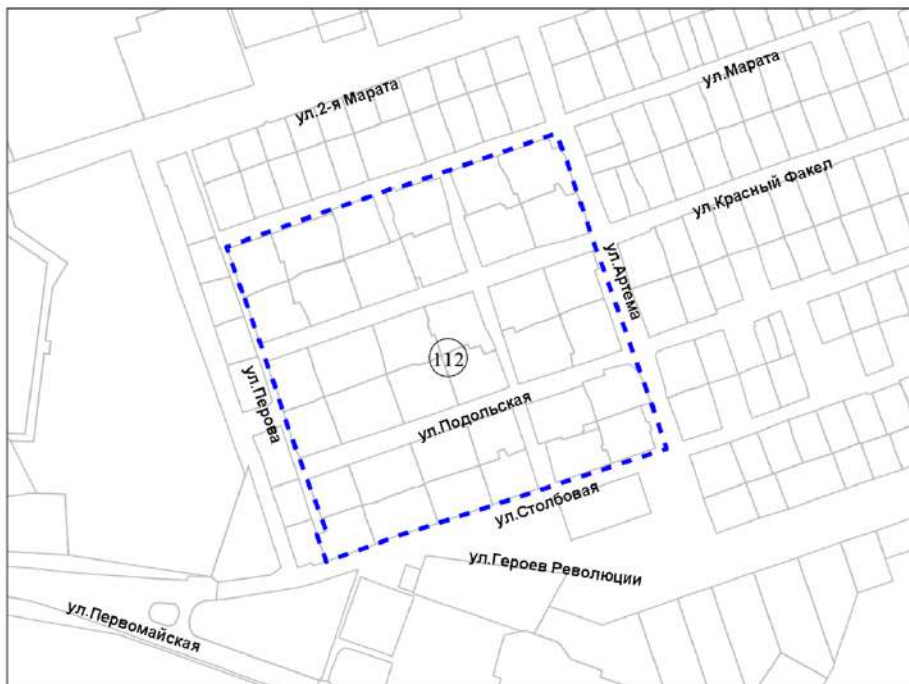 ул.Марата
ул.2-я Марата
ул.Красный Факел
ул.Артема
112
ул.Перова
ул.Подольская
ул.Столбовая
ул.Героев Революции
ул.Первомайская